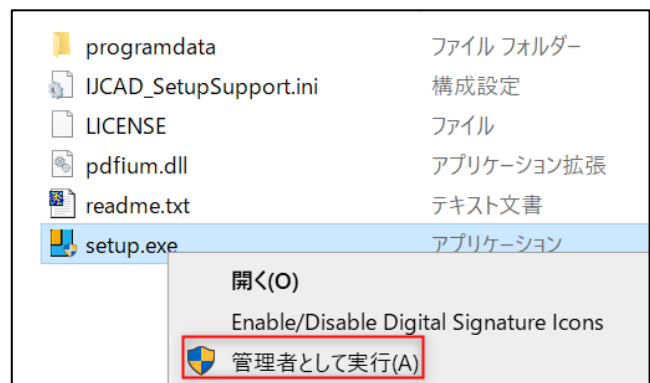 programdata ファイル フォルダー
IJCAD_SetupSupport.ini 構成設定
LICENSE ファイル
pdfium.dll アプリケーション拡張
readme.txt テキスト文書
setup.exe アプリケーション
開く(O)
Enable/Disable Digital Signature Icons
管理者として実行(A)